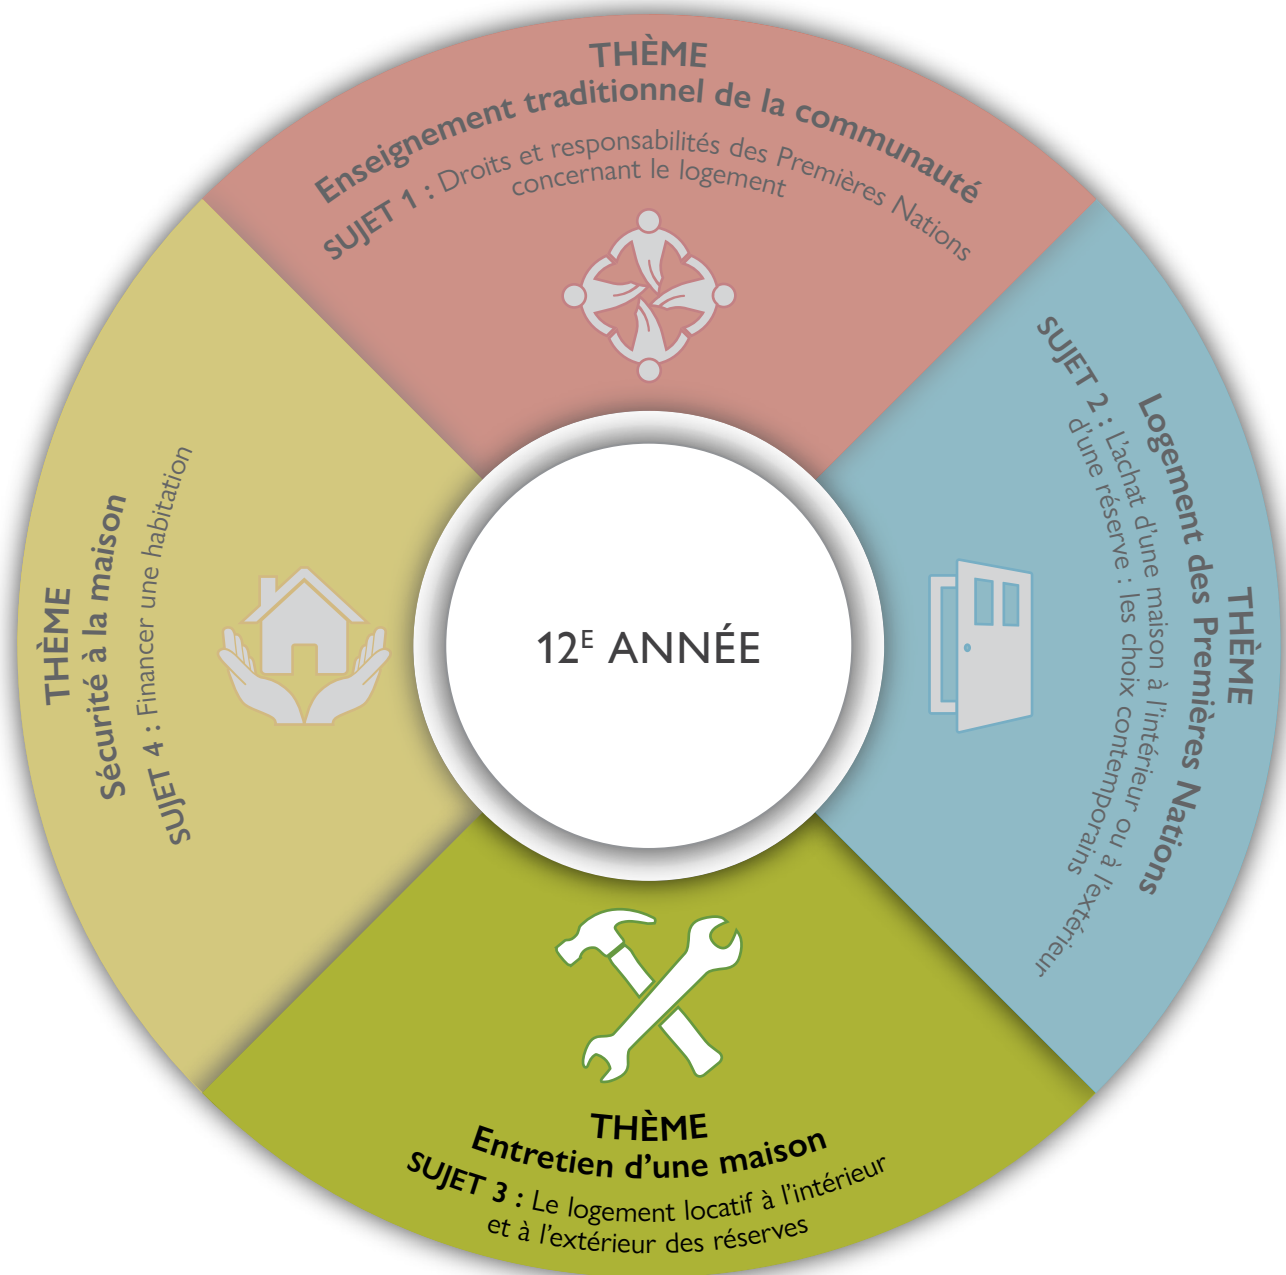 THÈME
Enseignement traditionnel de la communauté
SUJET 1 : Droits et responsabilités des Premières Nations
concernant le logement
THÈME
Logement des Premières Nations
SUJET 2 : L'achat d'une maison à l'intérieur ou à l'extérieur
d'une réserve : les choix contemporains
THÈME
Entretien d'une maison
SUJET 3 : Le logement locatif à l'intérieur
et à l'extérieur des réserves
THÈME
Sécurité à la maison
SUJET 4 : Financer une habitation
12E ANNÉE